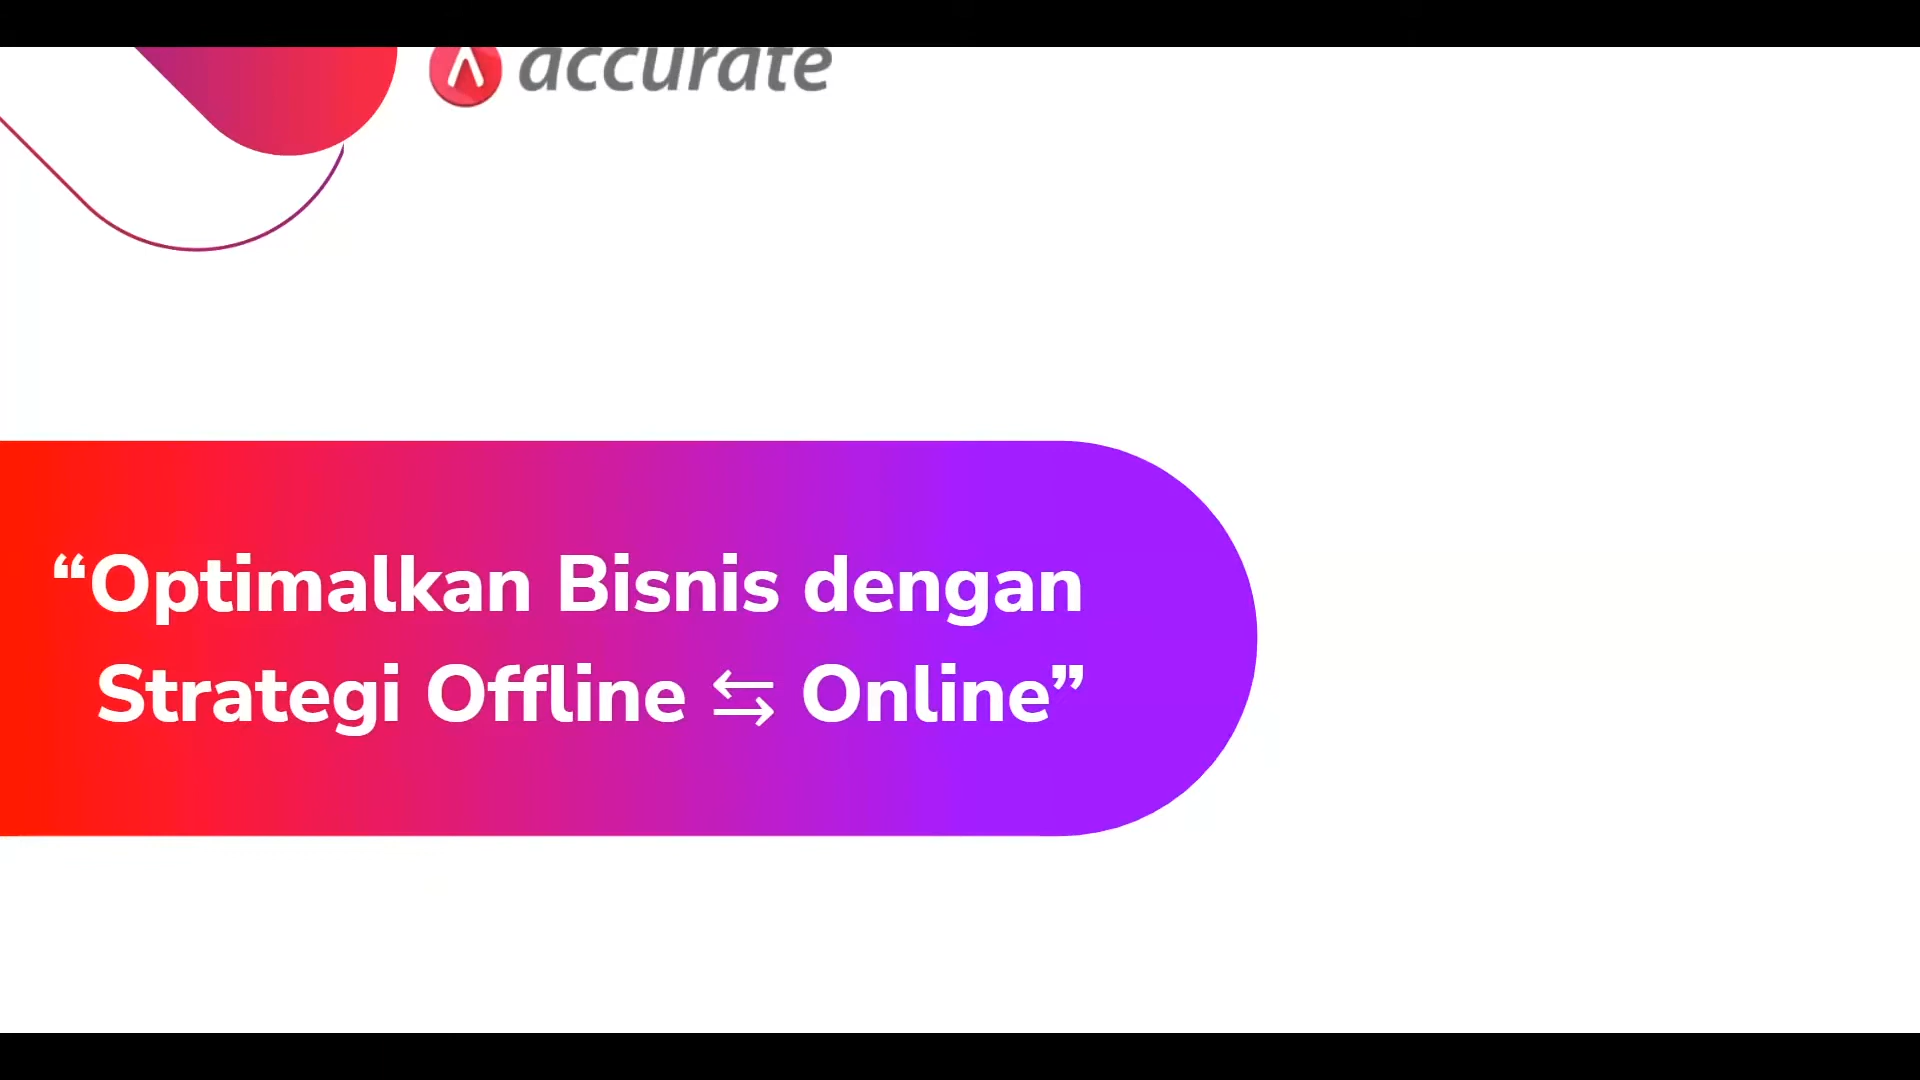 accurate
“Optimalkan Bisnis dengan
Strategi Offline ⇆ Online”